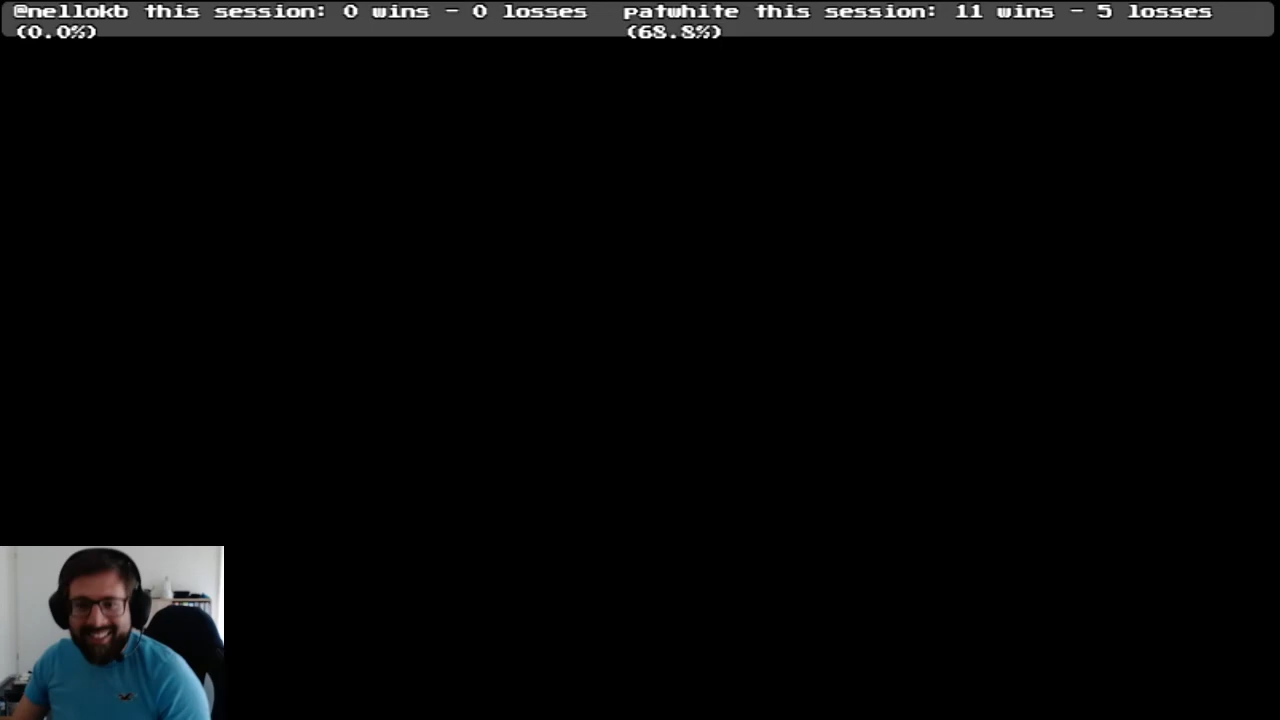 @nellokb this session: 0 wins - 0 losses
(0.0%)
patwhite this session: 11 wins - 5 losses
(68.8%)